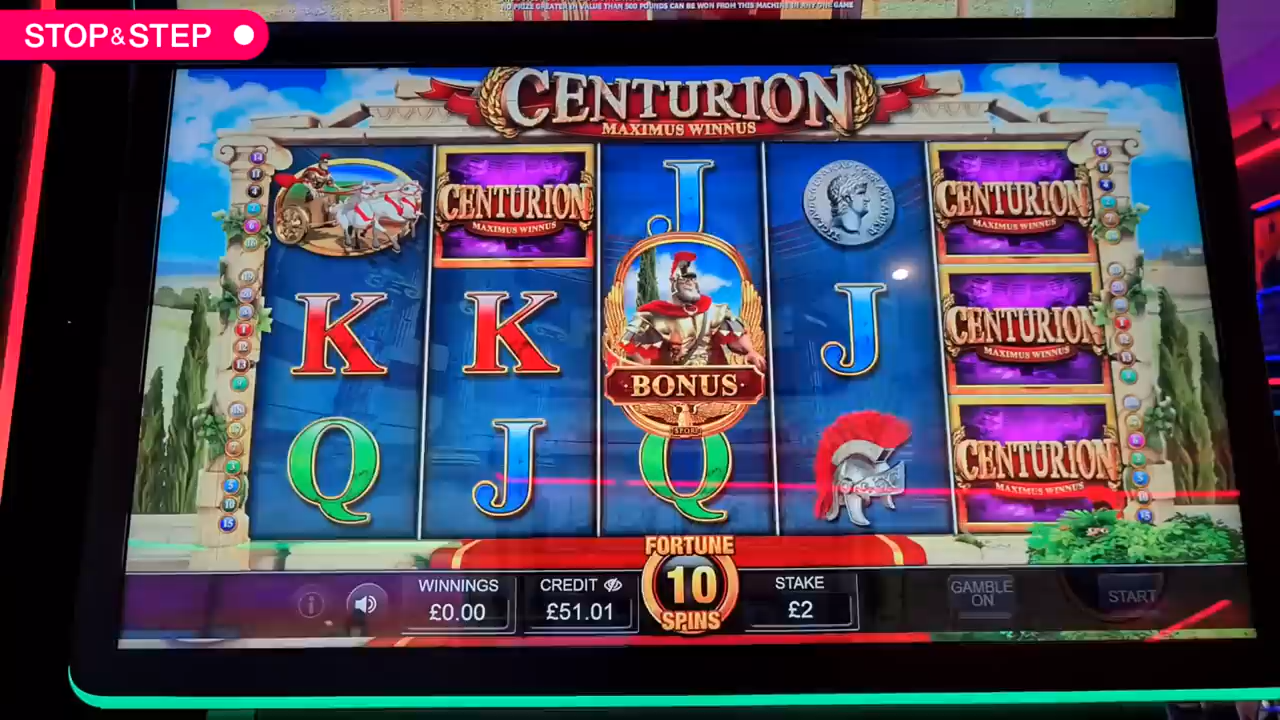 STOP&STEP
NO PRIZE GREATER IN VALUE THAN 500 POUNDS CAN BE WON FROM THIS MACHINE IN ANY ONE GAME
CENTURION
MAXIMUS WINNUS
J
CENTURION
MAXIMUS WINNUS
CENTURION
MAXIMUS WINNUS
K
K
J
CENTURION
MAXIMUS WINNUS
BONUS
Q
J
Q
CENTURION
MAXIMUS WINNUS
FORTUNE
10
SPINS
WINNINGS
£0.00
CREDIT
£51.01
STAKE
£2
GAMBLE
ON
START